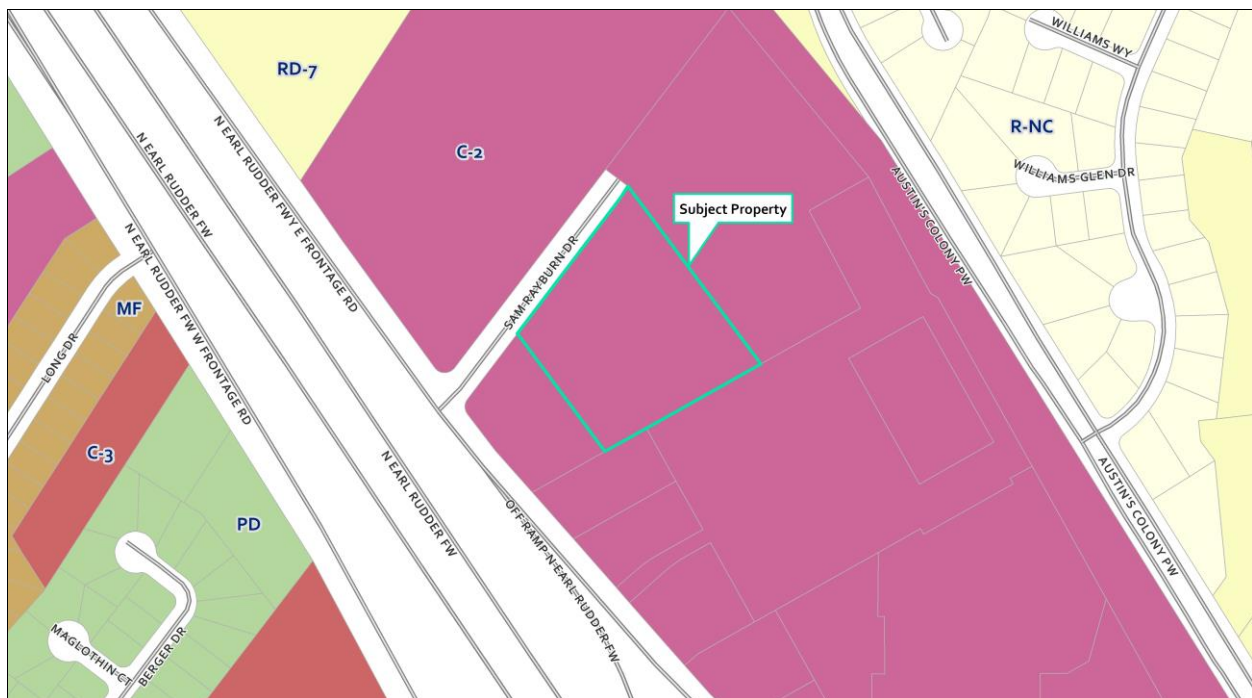 WILLIAMS WY
RD-7
N EARL RUDDER FWY E FRONTAGE RD
R-NC
C-2
N EARL RUDDER FW
WILLIAMS GLEN DR
Subject Property
AUSTIN'S COLONY PW
N EARL RUDDER FW W FRONTAGE RD
SAM RAYBURN DR
MF
LONG DR
C-3
N EARL RUDDER FW
AUSTIN'S COLONY PW
PD
OFF RAMP N EARL RUDDER FW
MAGLOTHIN CT
BERGER DR